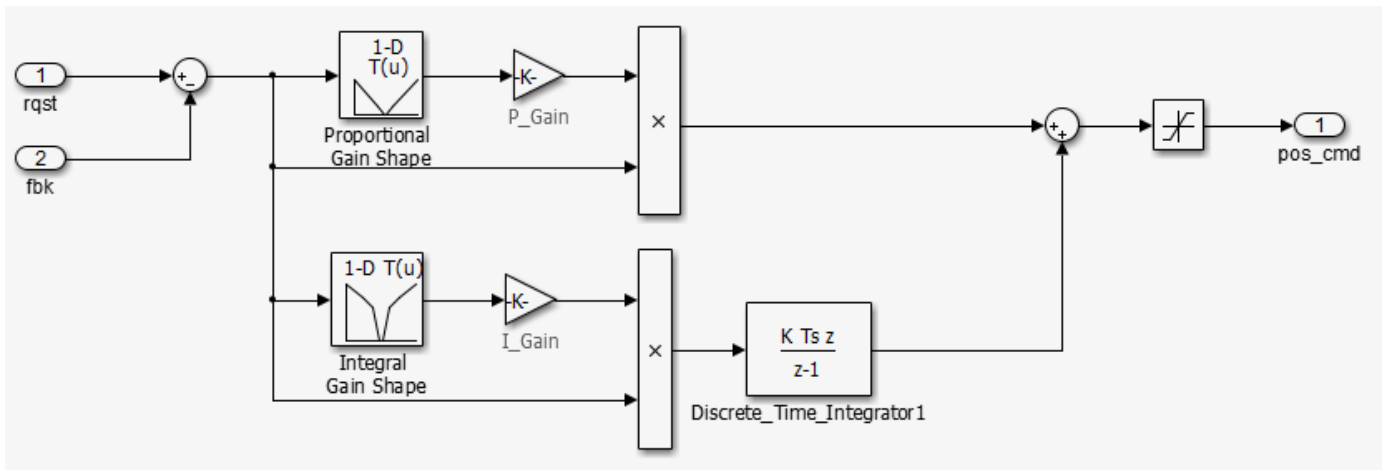 1
rqst
2
fbk
+
-
1-D
T(u)
Proportional
Gain Shape
-K-
P_Gain
×
1-D T(u)
Integral
Gain Shape
-K-
I_Gain
×
K Ts z
z-1
Discrete_Time_Integrator1
+
+
1
pos_cmd